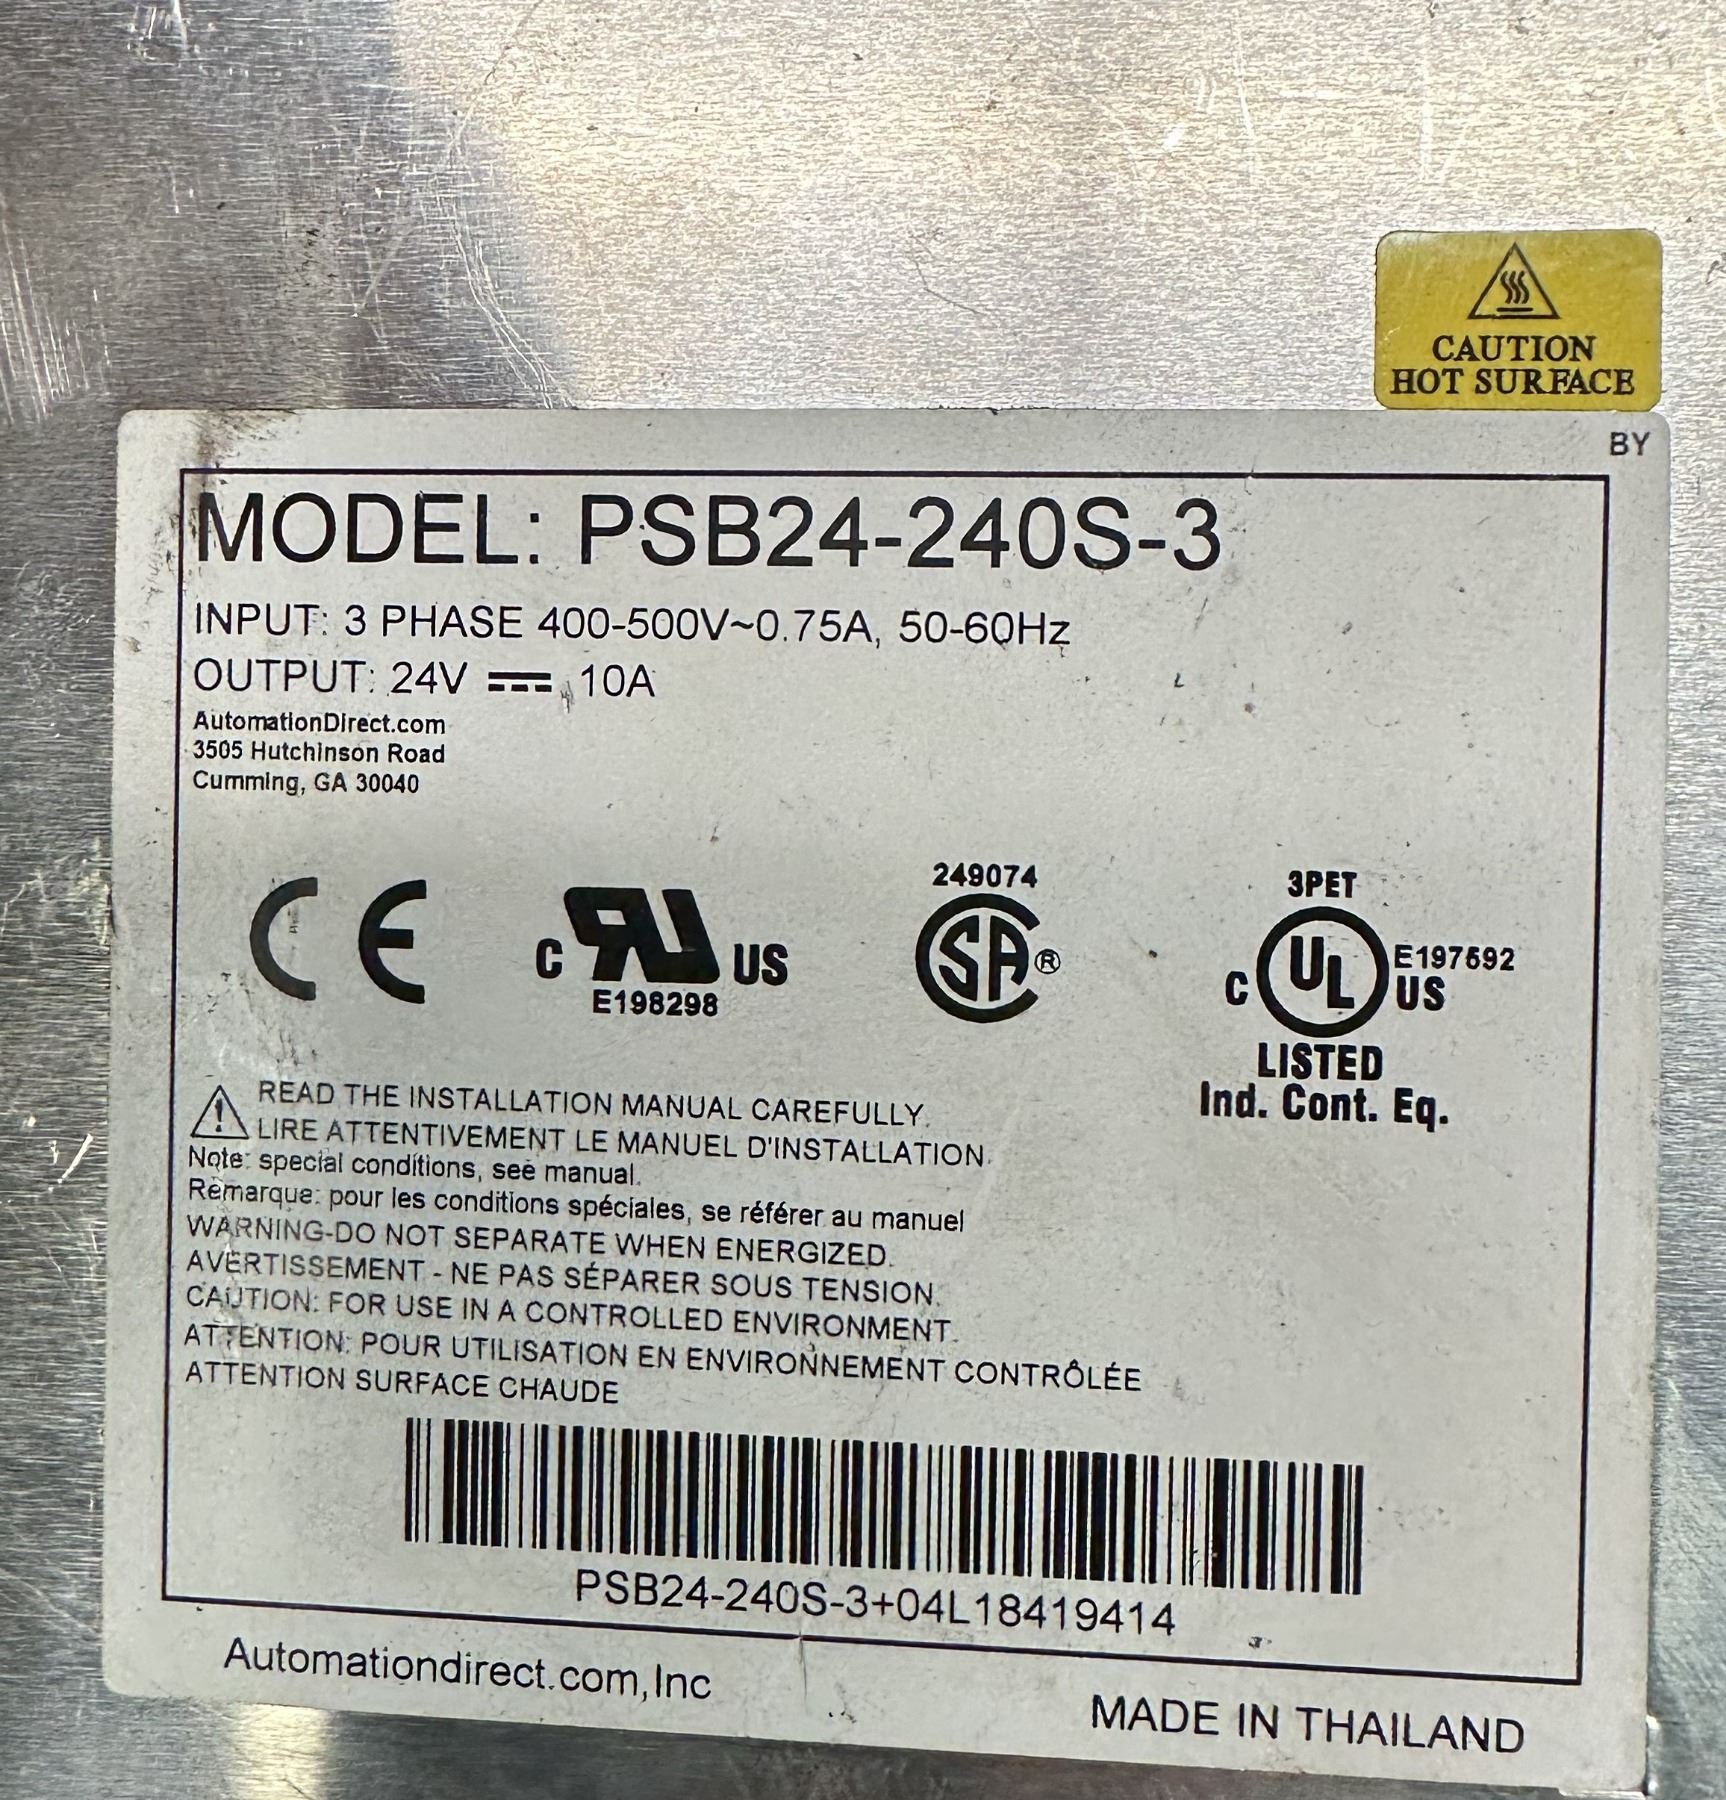 CAUTION
HOT SURFACE
BY
MODEL: PSB24-240S-3
INPUT: 3 PHASE 400-500V~0.75A, 50-60Hz
OUTPUT: 24V ⎓ 10A
AutomationDirect.com
3505 Hutchinson Road
Cumming, GA 30040
CE
C RU US
E198298
249074
SA®
3PET
C UL US E197592
LISTED
Ind. Cont. Eq.
READ THE INSTALLATION MANUAL CAREFULLY.
LIRE ATTENTIVEMENT LE MANUEL D'INSTALLATION.
Note: special conditions, see manual.
Remarque: pour les conditions spéciales, se référer au manuel
WARNING-DO NOT SEPARATE WHEN ENERGIZED.
AVERTISSEMENT - NE PAS SÉPARER SOUS TENSION.
CAUTION: FOR USE IN A CONTROLLED ENVIRONMENT.
ATTENTION: POUR UTILISATION EN ENVIRONNEMENT CONTRÔLÉE
ATTENTION SURFACE CHAUDE
PSB24-240S-3+04L18419414
Automationdirect.com,Inc
MADE IN THAILAND